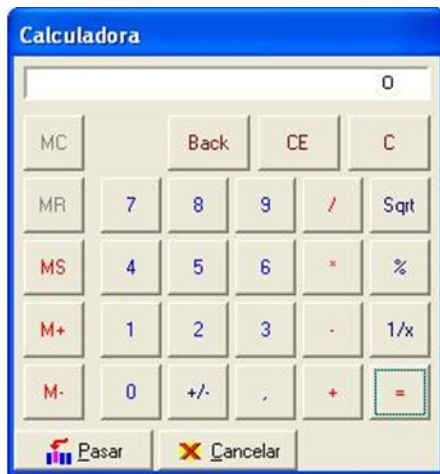 Calculadora
0
MC Back CE C
MR 7 8 9 / Sqrt
MS 4 5 6 * %
M+ 1 2 3 - 1/x
M- 0 +/- , + =
Pasar Cancelar